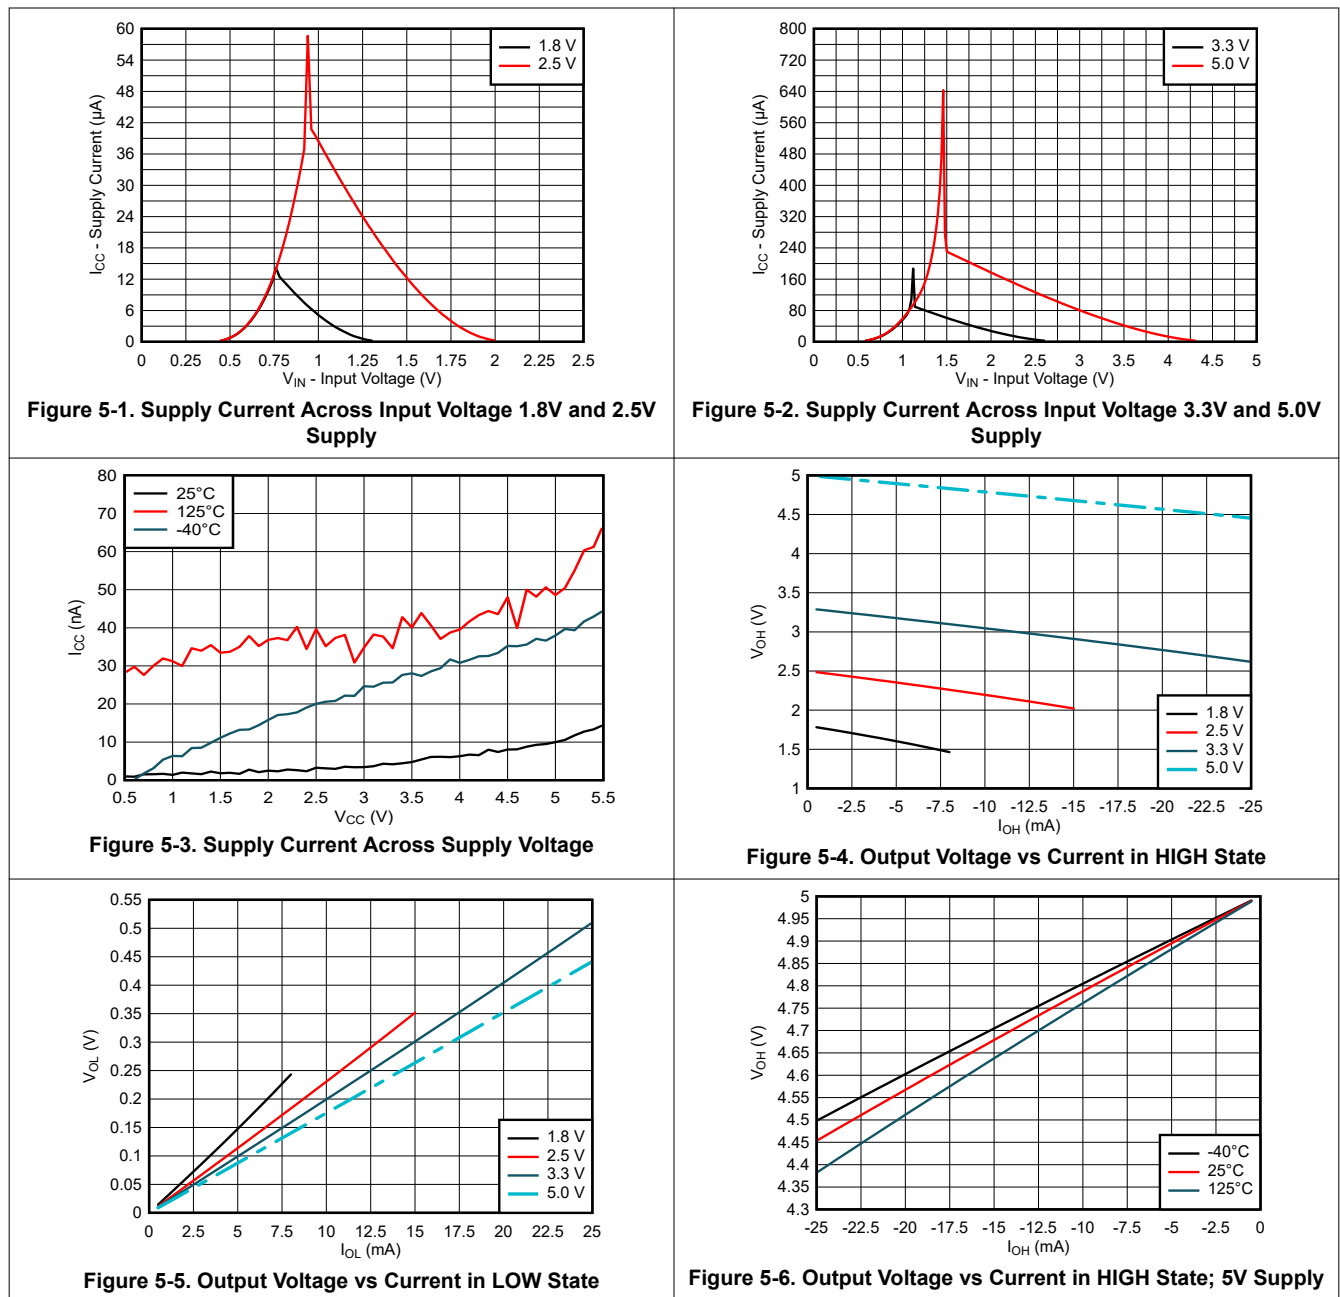 60
54
48
42
36
30
24
18
12
6
0
I_CC - Supply Current (µA)
1.8 V
2.5 V
0 0.25 0.5 0.75 1 1.25 1.5 1.75 2 2.25 2.5
V_IN - Input Voltage (V)
Figure 5-1. Supply Current Across Input Voltage 1.8V and 2.5V
Supply
800
720
640
560
480
400
320
240
160
80
0
I_CC - Supply Current (µA)
3.3 V
5.0 V
0 0.5 1 1.5 2 2.5 3 3.5 4 4.5 5
V_IN - Input Voltage (V)
Figure 5-2. Supply Current Across Input Voltage 3.3V and 5.0V
Supply
80
70
60
50
40
30
20
10
0
I_CC (nA)
25°C
125°C
-40°C
0.5 1 1.5 2 2.5 3 3.5 4 4.5 5 5.5
V_CC (V)
Figure 5-3. Supply Current Across Supply Voltage
5
4.5
4
3.5
3
2.5
2
1.5
1
V_OH (V)
1.8 V
2.5 V
3.3 V
5.0 V
0 -2.5 -5 -7.5 -10 -12.5 -15 -17.5 -20 -22.5 -25
I_OH (mA)
Figure 5-4. Output Voltage vs Current in HIGH State
0.55
0.5
0.45
0.4
0.35
0.3
0.25
0.2
0.15
0.1
0.05
0
V_OL (V)
1.8 V
2.5 V
3.3 V
5.0 V
0 2.5 5 7.5 10 12.5 15 17.5 20 22.5 25
I_OL (mA)
Figure 5-5. Output Voltage vs Current in LOW State
5
4.95
4.9
4.85
4.8
4.75
4.7
4.65
4.6
4.55
4.5
4.45
4.4
4.35
4.3
V_OH (V)
-40°C
25°C
125°C
-25 -22.5 -20 -17.5 -15 -12.5 -10 -7.5 -5 -2.5 0
I_OH (mA)
Figure 5-6. Output Voltage vs Current in HIGH State; 5V Supply